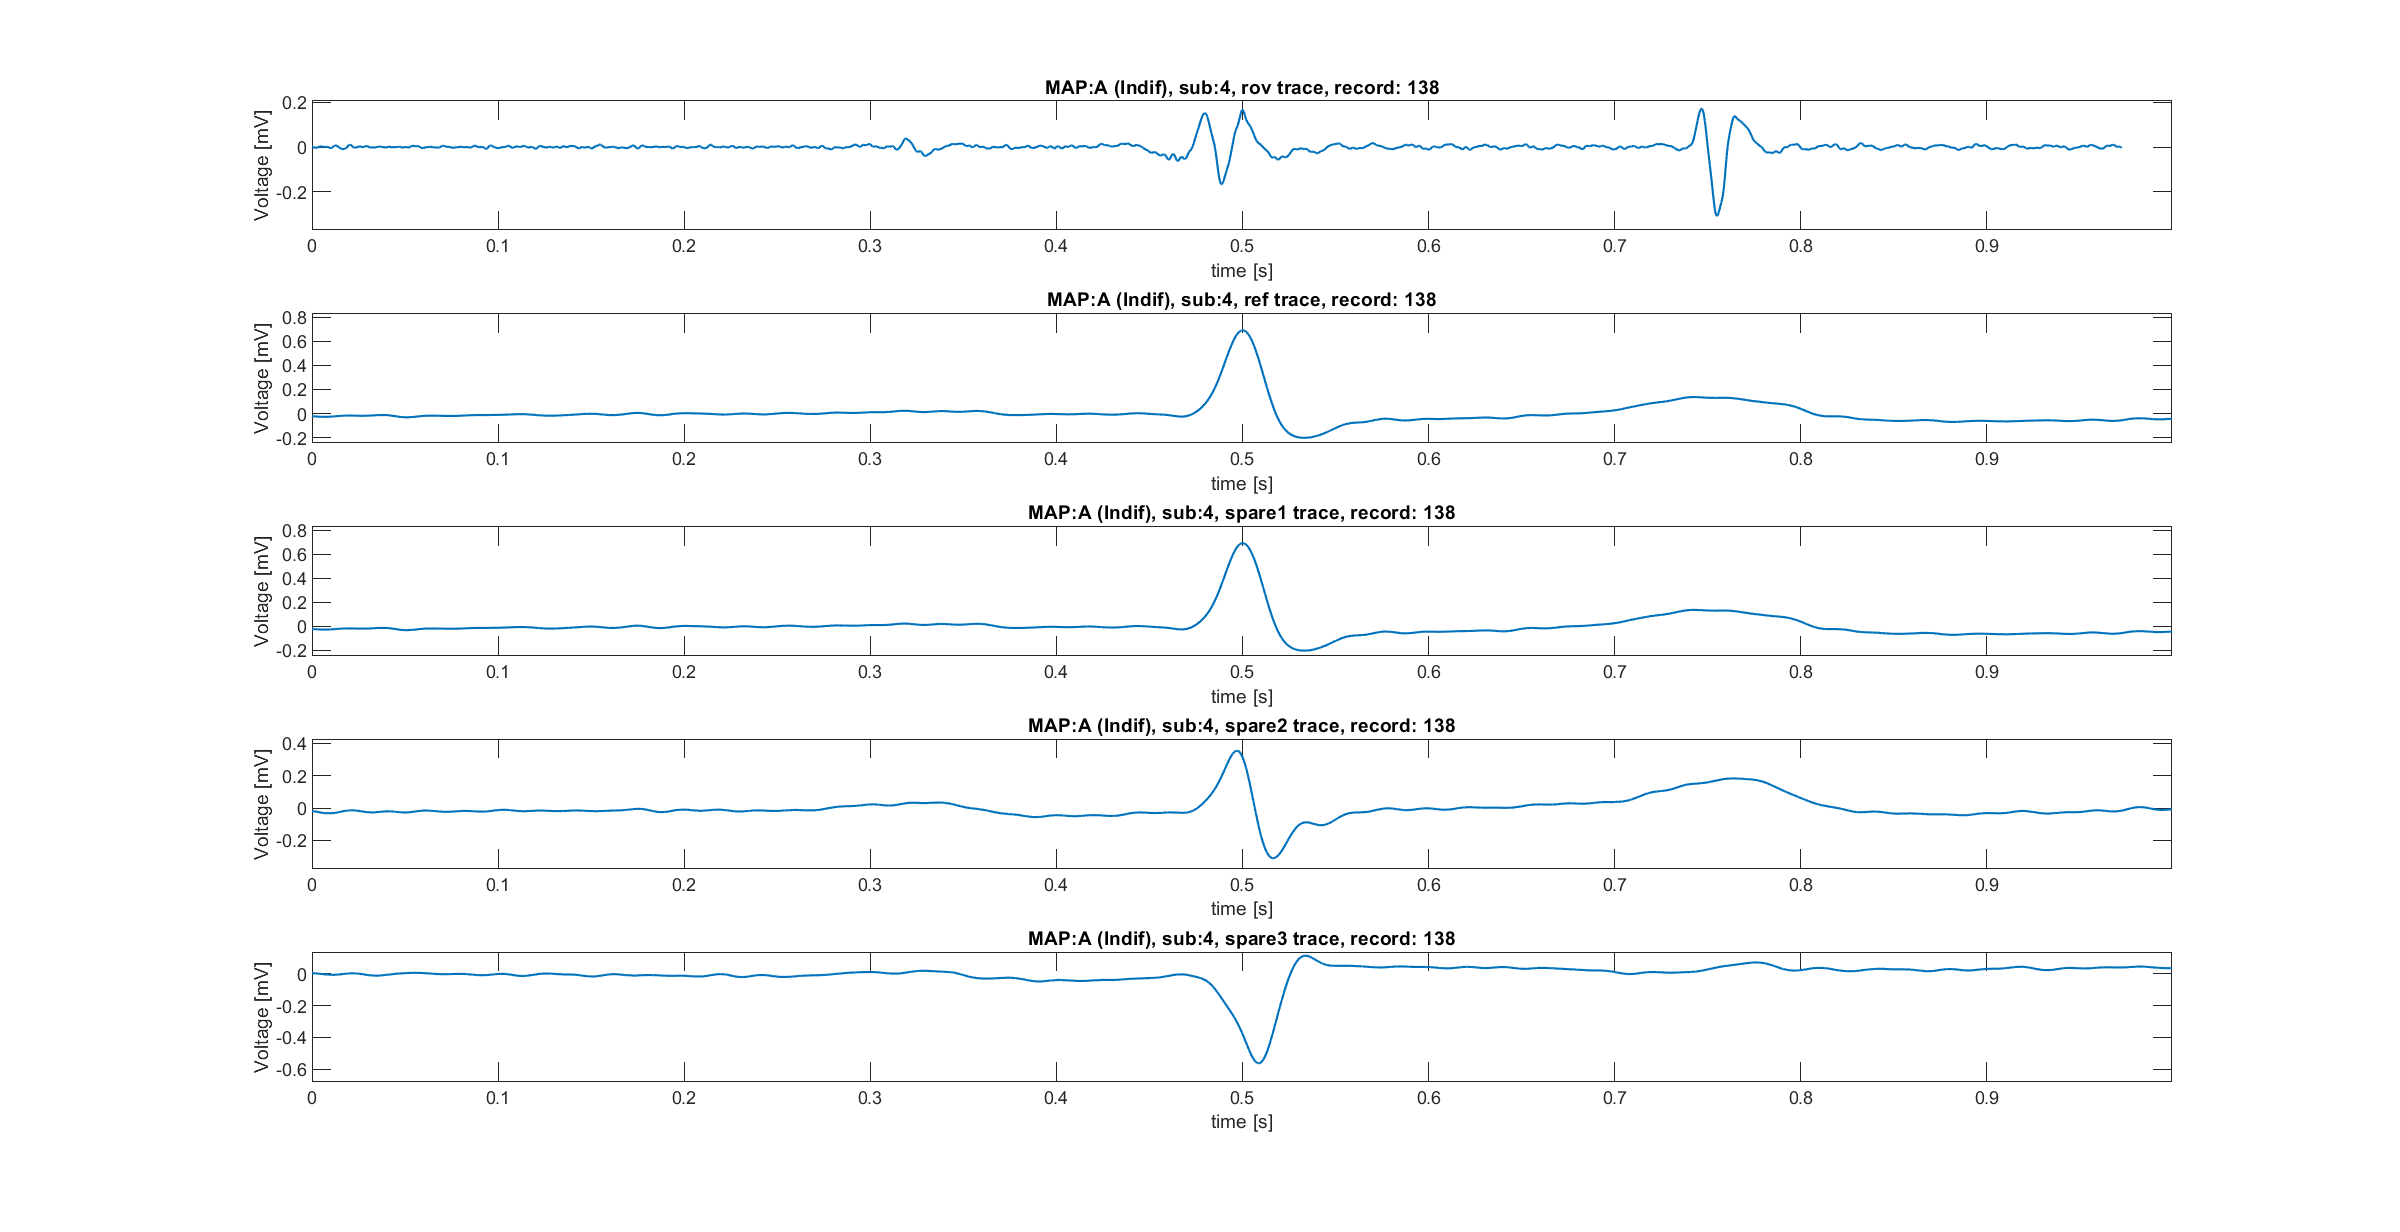 MAP:A (Indif), sub:4, rov trace, record: 138
0.2
0
-0.2
Voltage [mV]
0 0.1 0.2 0.3 0.4 0.5 0.6 0.7 0.8 0.9
time [s]
MAP:A (Indif), sub:4, ref trace, record: 138
0.8
0.6
0.4
0.2
0
-0.2
Voltage [mV]
0 0.1 0.2 0.3 0.4 0.5 0.6 0.7 0.8 0.9
time [s]
MAP:A (Indif), sub:4, spare1 trace, record: 138
0.8
0.6
0.4
0.2
0
-0.2
Voltage [mV]
0 0.1 0.2 0.3 0.4 0.5 0.6 0.7 0.8 0.9
time [s]
MAP:A (Indif), sub:4, spare2 trace, record: 138
0.4
0.2
0
-0.2
Voltage [mV]
0 0.1 0.2 0.3 0.4 0.5 0.6 0.7 0.8 0.9
time [s]
MAP:A (Indif), sub:4, spare3 trace, record: 138
0
-0.2
-0.4
-0.6
Voltage [mV]
0 0.1 0.2 0.3 0.4 0.5 0.6 0.7 0.8 0.9
time [s]